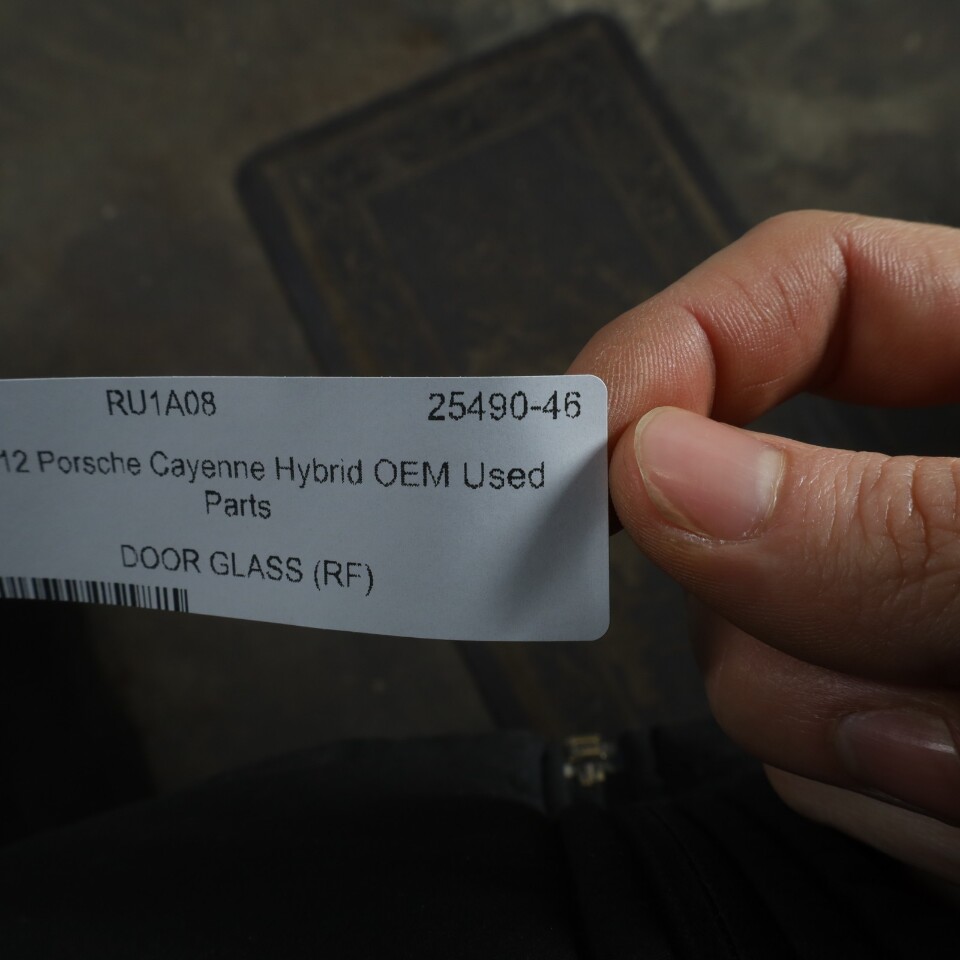 RU1A08 25490-46
12 Porsche Cayenne Hybrid OEM Used
Parts
DOOR GLASS (RF)